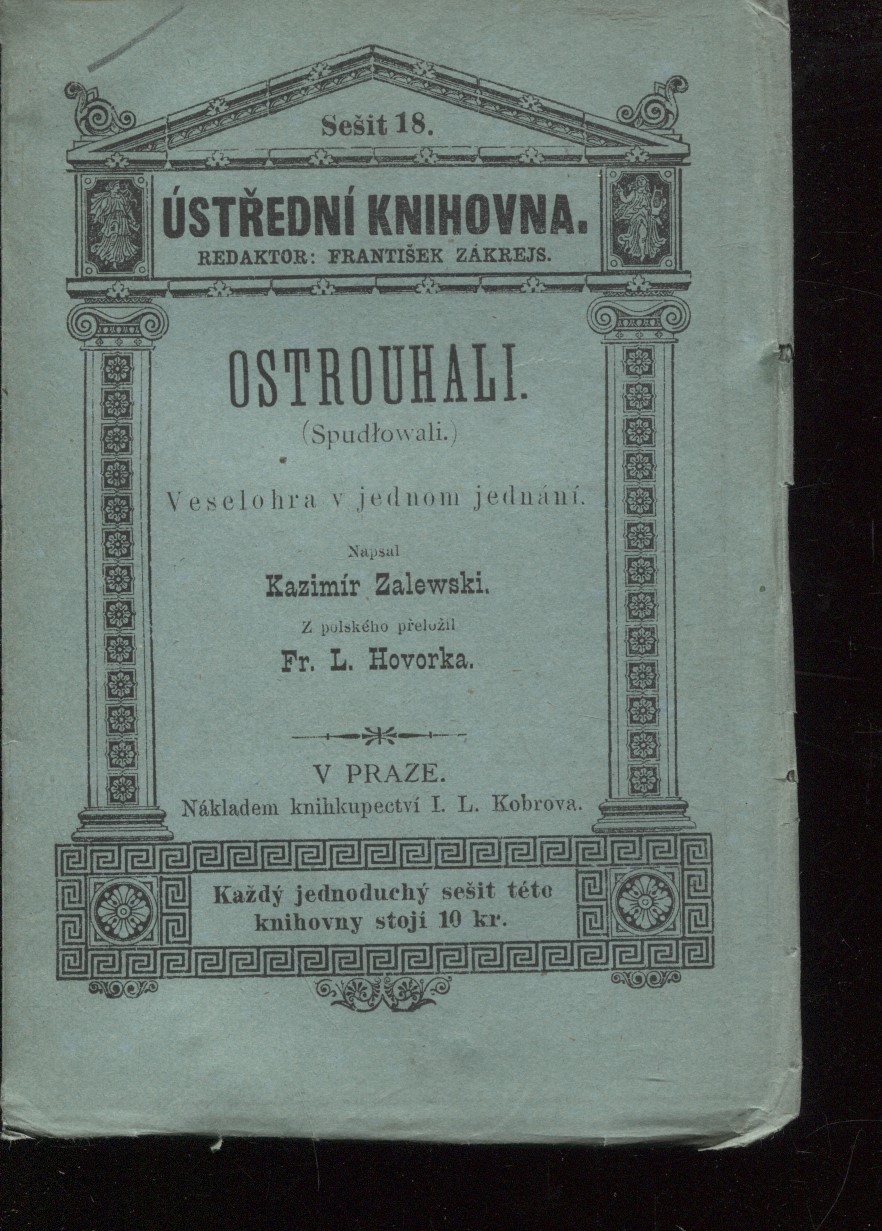 Sešit 18.
ÚSTŘEDNÍ KNIHOVNA.
REDAKTOR: FRANTIŠEK ZÁKREJS.
OSTROUHALI.
(Spudłowali.)
Veselohra v jednom jednání.
Napsal
Kazimír Zalewski.
Z polského přeložil
Fr. L. Hovorka.
V PRAZE.
Nákladem knihkupectví I. L. Kobrova.
Každý jednoduchý sešit této
knihovny stojí 10 kr.